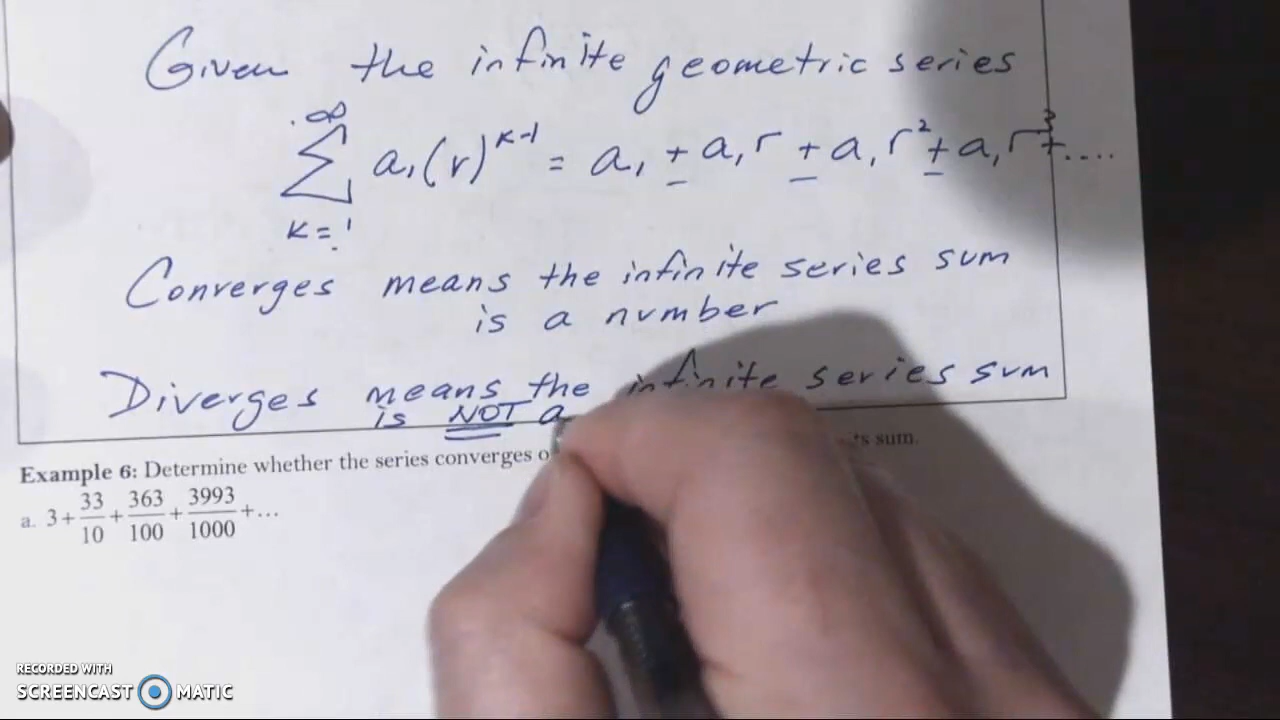 Given the infinite geometric series
∞
∑ a₁(r)ᵏ⁻¹ = a₁ ± a₁r ± a₁r² ± a₁r³ + ....
K = 1
Converges means the infinite series sum
is a number
Diverges means the infinite series sum
is NOT a
Example 6: Determine whether the series converges o
's sum.
a. 3 + 33/10 + 363/100 + 3993/1000 + ...
RECORDED WITH
SCREENCAST MATIC